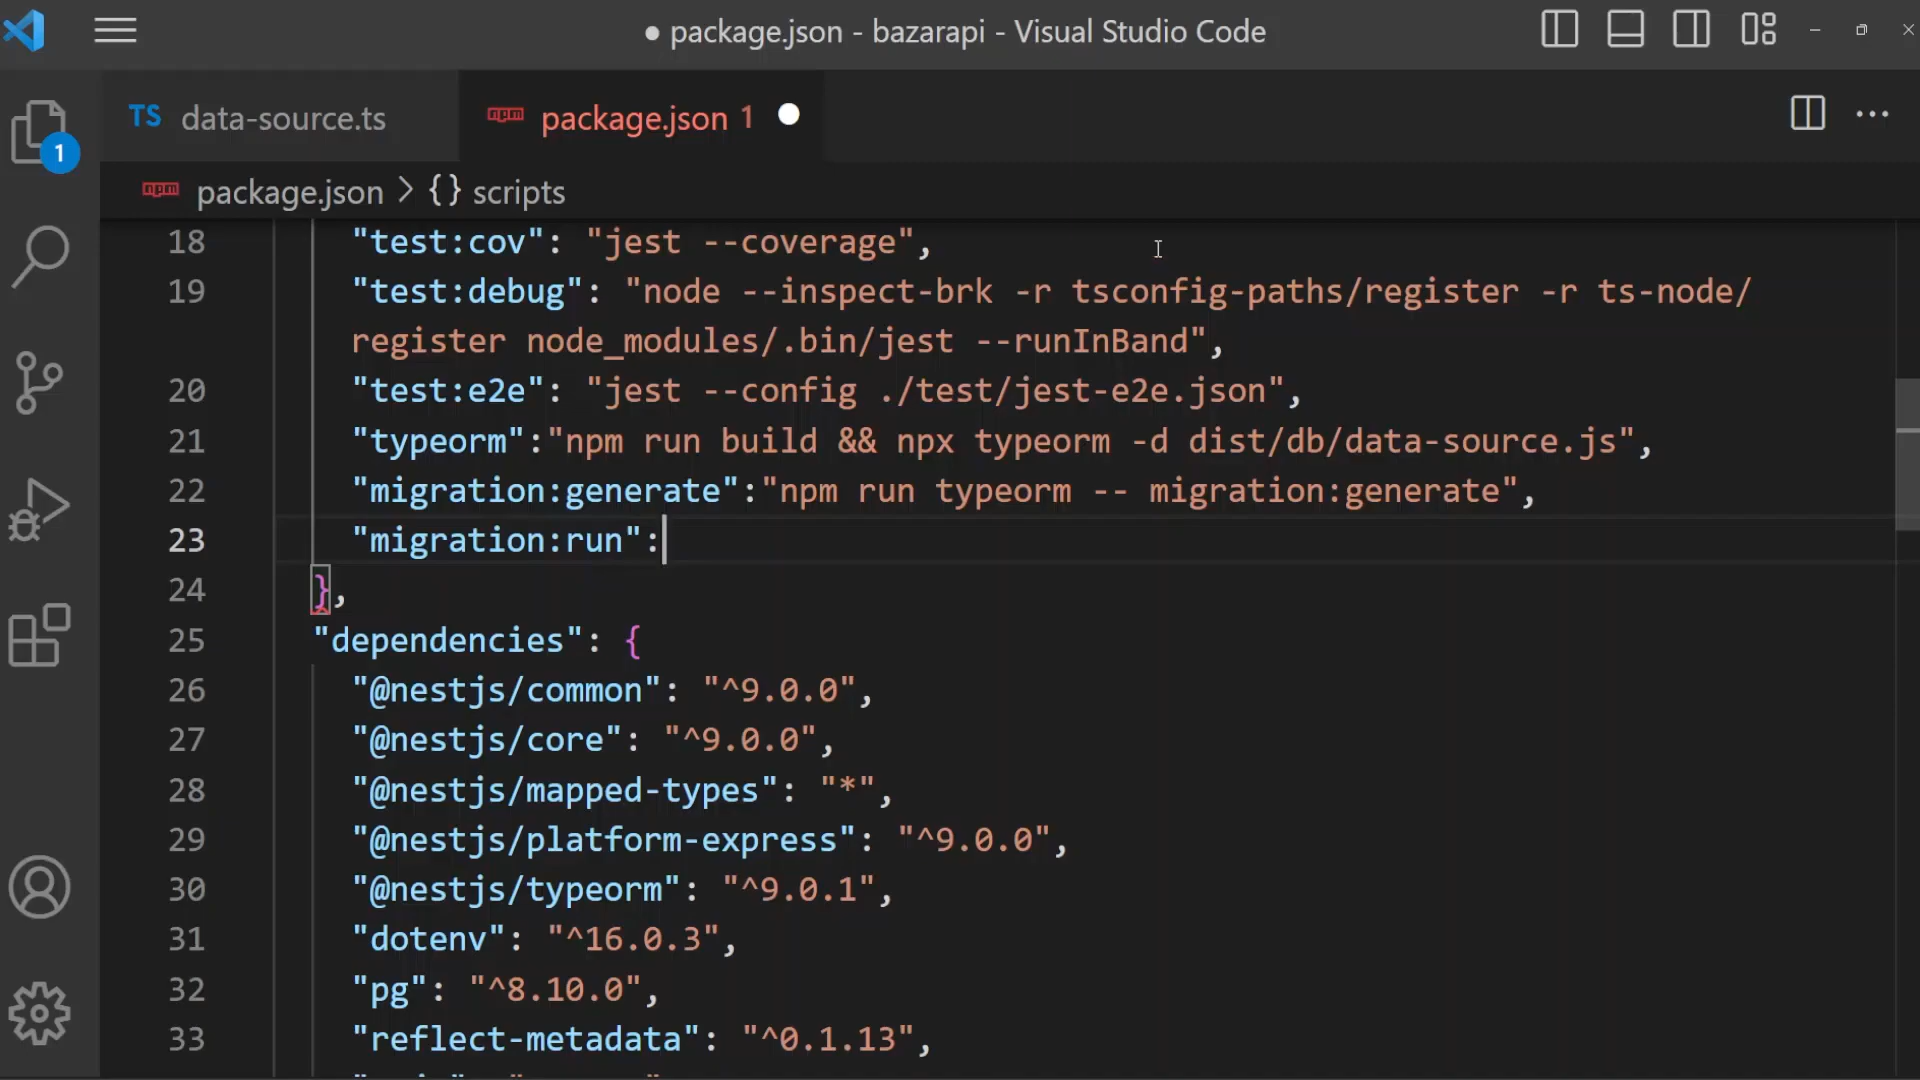 ● package.json - bazarapi - Visual Studio Code
TS data-source.ts
npm package.json 1
1
npm package.json > {} scripts
18 "test:cov": "jest --coverage",
19 "test:debug": "node --inspect-brk -r tsconfig-paths/register -r ts-node/
register node_modules/.bin/jest --runInBand",
20 "test:e2e": "jest --config ./test/jest-e2e.json",
21 "typeorm":"npm run build && npx typeorm -d dist/db/data-source.js",
22 "migration:generate":"npm run typeorm -- migration:generate",
23 "migration:run":
24 },
25 "dependencies": {
26 "@nestjs/common": "^9.0.0",
27 "@nestjs/core": "^9.0.0",
28 "@nestjs/mapped-types": "*",
29 "@nestjs/platform-express": "^9.0.0",
30 "@nestjs/typeorm": "^9.0.1",
31 "dotenv": "^16.0.3",
32 "pg": "^8.10.0",
33 "reflect-metadata": "^0.1.13",